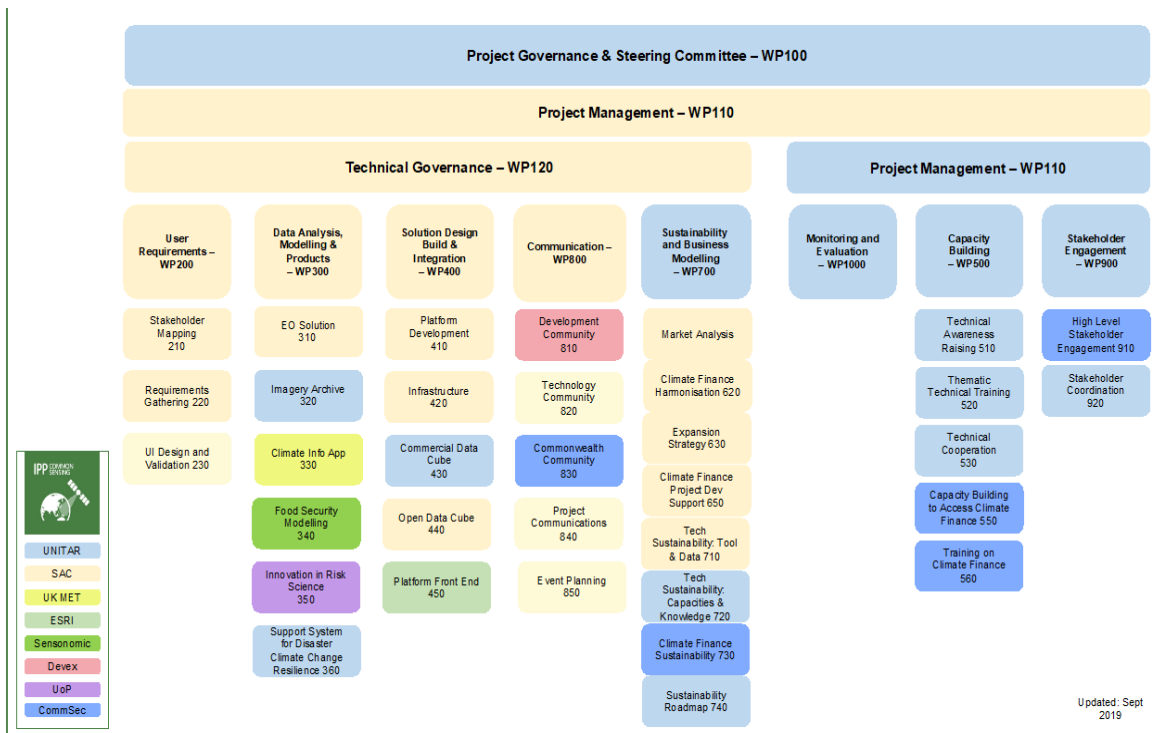 Project Governance & Steering Committee – WP100
Project Management – WP110
Technical Governance – WP120
Project Management – WP110
User
Requirements –
WP200
Data Analysis,
Modelling &
Products
– WP300
Solution Design
Build &
Integration
– WP400
Communication –
WP800
Sustainability
and Business
Modelling –
WP700
Monitoring and
Evaluation
– WP1000
Capacity
Building
– WP500
Stakeholder
Engagement
–WP900
Stakeholder
Mapping
210
Requirements
Gathering 220
UI Design and
Validation 230
EO Solution
310
Imagery Archive
320
Climate Info App
330
Food Security
Modelling
340
Innovation in Risk
Science
350
Support System
for Disaster
Climate Change
Resilience 360
Platform
Development
410
Infrastructure
420
Commercial Data
Cube
430
Open Data Cube
440
Platform Front End
450
Development
Community
810
Technology
Community
820
Commonwealth
Community
830
Project
Communications
840
Event Planning
850
Market Analysis
Climate Finance
Harmonisation 620
Expansion
Strategy 630
Climate Finance
Project Dev
Support 650
Tech
Sustainability: Tool
& Data 710
Tech
Sustainability:
Capacities &
Knowledge 720
Climate Finance
Sustainability 730
Sustainability
Roadmap 740
Technical
Awareness
Raising 510
Thematic
Technical Training
520
Technical
Cooperation
530
Capacity Building
to Access Climate
Finance 550
Training on
Climate Finance
560
High Level
Stakeholder
Engagement 910
Stakeholder
Coordination
920
IPP COMMON
SENSING
UNITAR
SAC
UK MET
ESRI
Sensonomic
Devex
UoP
CommSec
Updated: Sept
2019